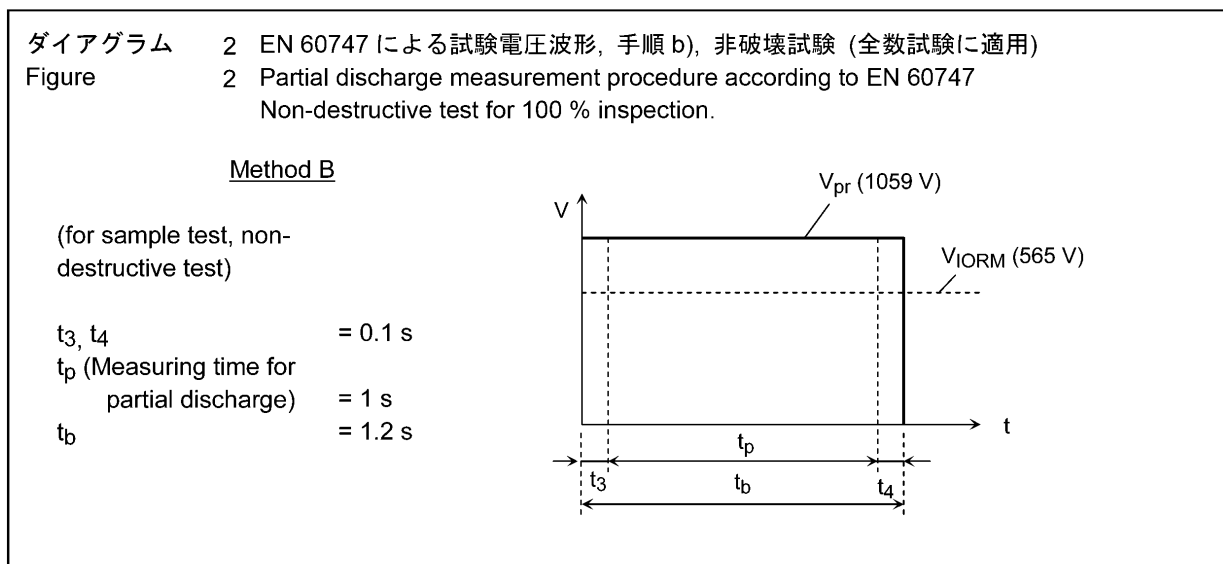 ダイアグラム 2 EN 60747 による試験電圧波形, 手順 b), 非破壊試験 (全数試験に適用)
Figure 2 Partial discharge measurement procedure according to EN 60747
Non-destructive test for 100 % inspection.
Method B
(for sample test, non-
destructive test)
t3, t4 = 0.1 s
tp (Measuring time for
partial discharge) = 1 s
tb = 1.2 s
V
Vpr (1059 V)
VIORM (565 V)
t
tp
t3
tb
t4